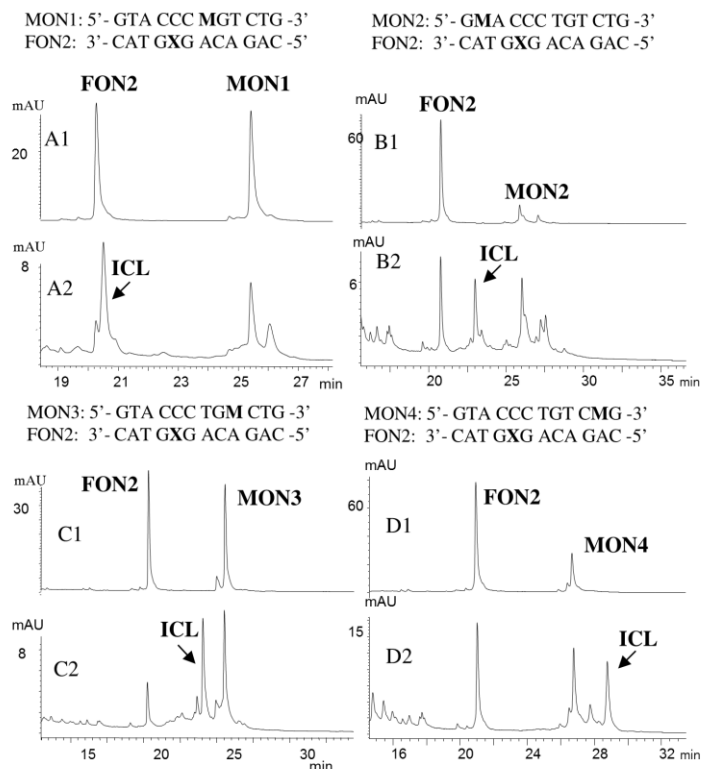 MON1: 5’- GTA CCC MGT CTG -3’
FON2: 3’- CAT GXG ACA GAC -5’
MON2: 5’- GMA CCC TGT CTG -3’
FON2: 3’- CAT GXG ACA GAC -5’
mAU
FON2
MON1
A1
20
mAU
8
ICL
A2
19 21 23 25 27
min
mAU
FON2
60
B1
MON2
mAU
6
ICL
B2
20 25 30 35 min
MON3: 5’- GTA CCC TGM CTG -3’
FON2: 3’- CAT GXG ACA GAC -5’
MON4: 5’- GTA CCC TGT CMG -3’
FON2: 3’- CAT GXG ACA GAC -5’
mAU
FON2
MON3
30
C1
mAU
8
ICL
C2
15 20 25 30
min
mAU
FON2
60
D1
MON4
mAU
15
ICL
D2
16 20 24 28 32
min